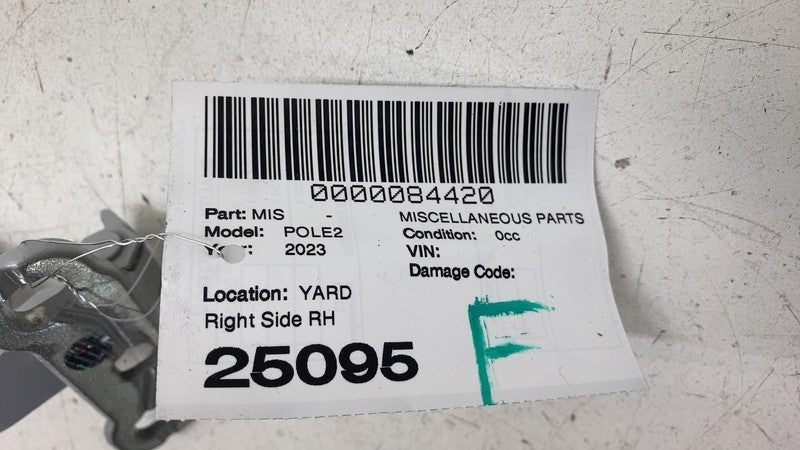 0000084420
Part: MIS - MISCELLANEOUS PARTS
Model: POLE2 Condition: 0cc
Year: 2023 VIN:
Damage Code:
Location: YARD
Right Side RH
25095
F